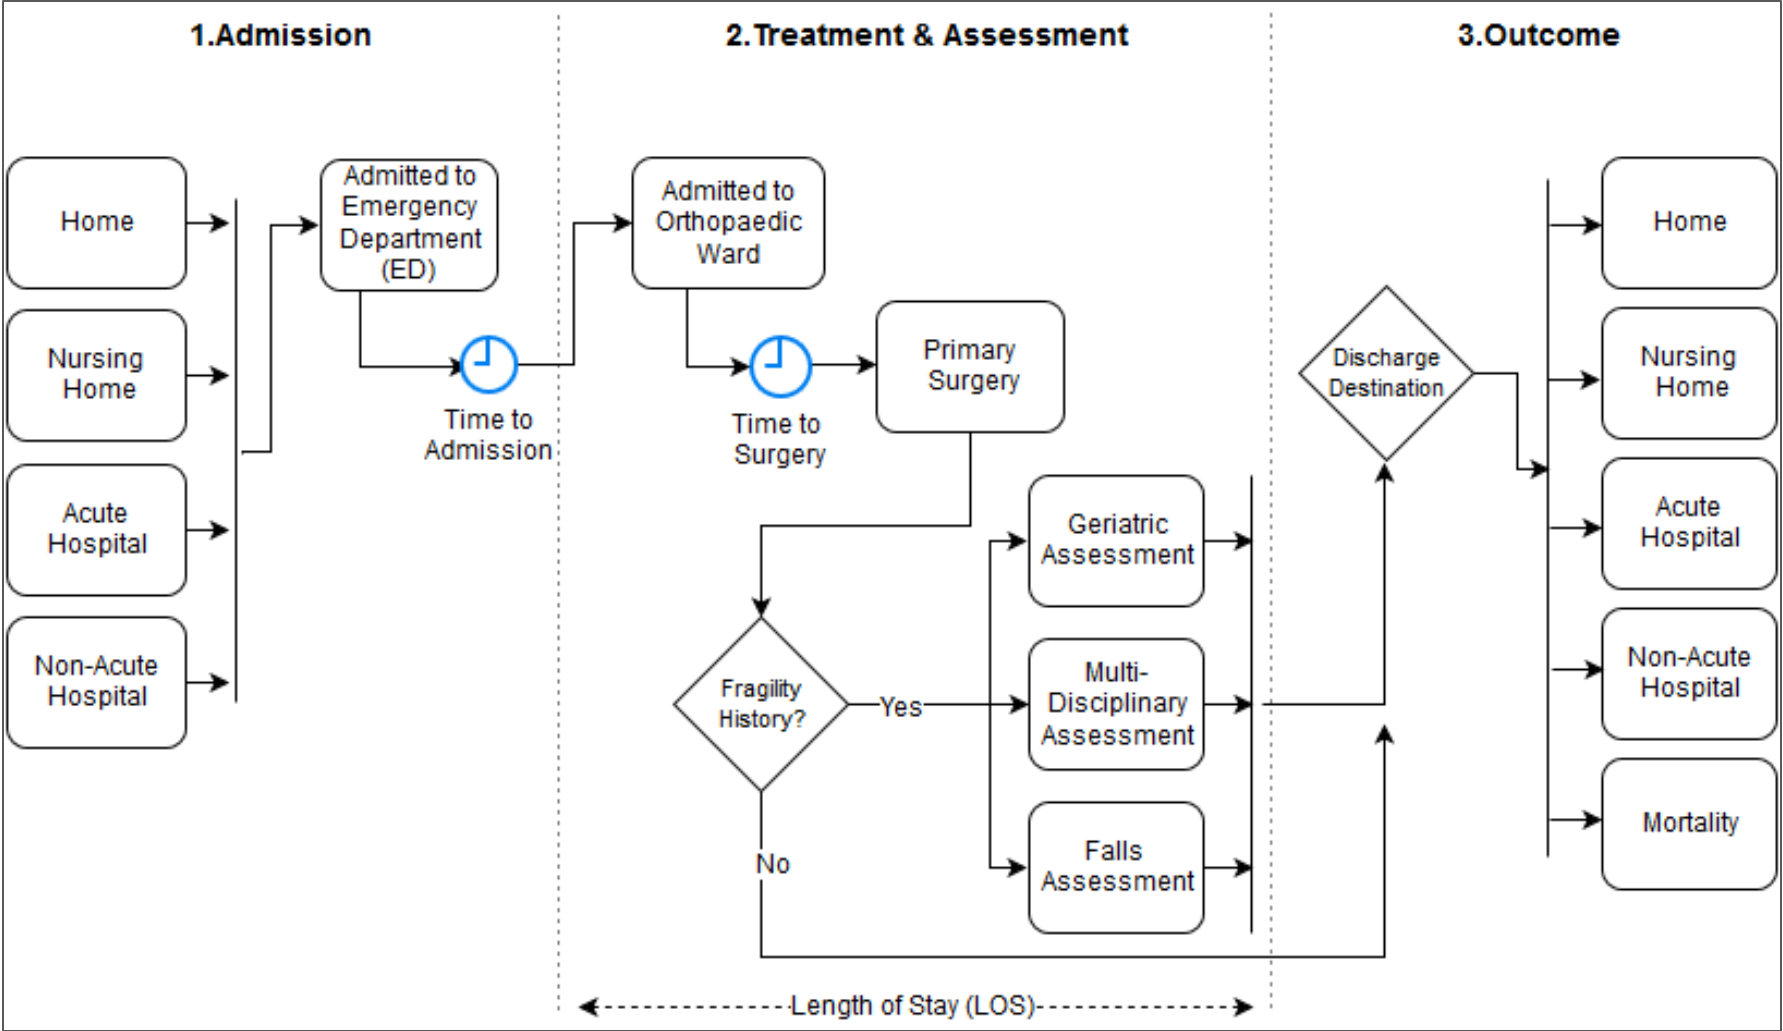 1.Admission
2.Treatment & Assessment
3.Outcome
Home
Nursing
Home
Acute
Hospital
Non-Acute
Hospital
Admitted to
Emergency
Department
(ED)
Time to
Admission
Admitted to
Orthopaedic
Ward
Time to
Surgery
Primary
Surgery
Fragility
History?
Yes
No
Geriatric
Assessment
Multi-
Disciplinary
Assessment
Falls
Assessment
Length of Stay (LOS)
Discharge
Destination
Home
Nursing
Home
Acute
Hospital
Non-Acute
Hospital
Mortality